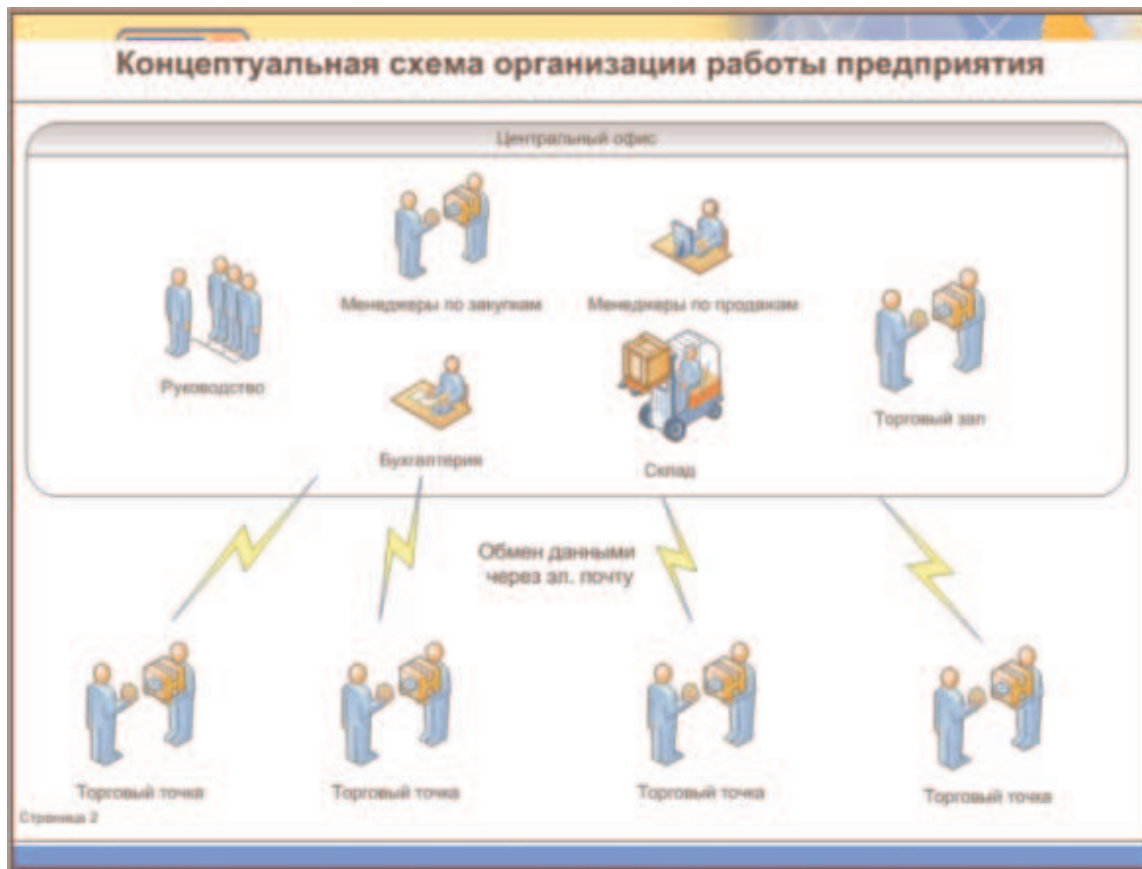 Концептуальная схема организации работы предприятия
Центральный офис
Менеджеры по закупкам
Менеджеры по продажам
Руководство
Торговый зал
Бухгалтерия
Склад
Обмен данными
через эл. почту
Торговый точка
Торговый точка
Торговый точка
Торговый точка
Страница 2